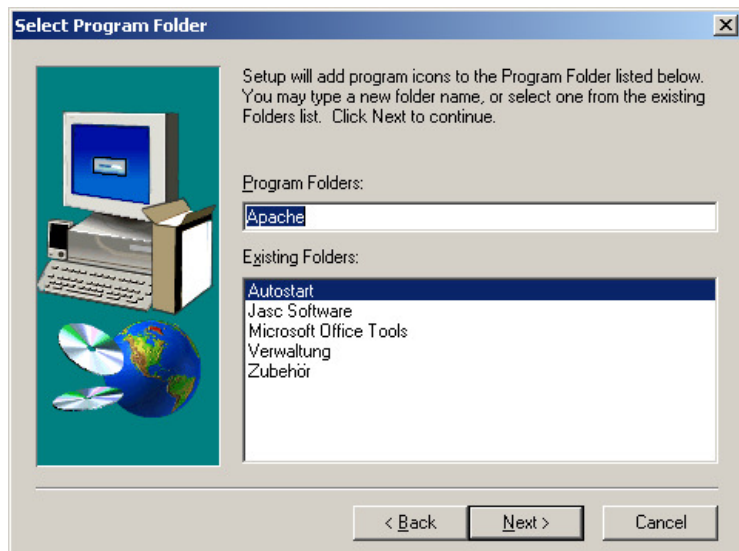 Select Program Folder
Setup will add program icons to the Program Folder listed below.
You may type a new folder name, or select one from the existing
Folders list. Click Next to continue.
Program Folders:
Apache
Existing Folders:
Autostart
Jasc Software
Microsoft Office Tools
Verwaltung
Zubehör
< Back
Next >
Cancel